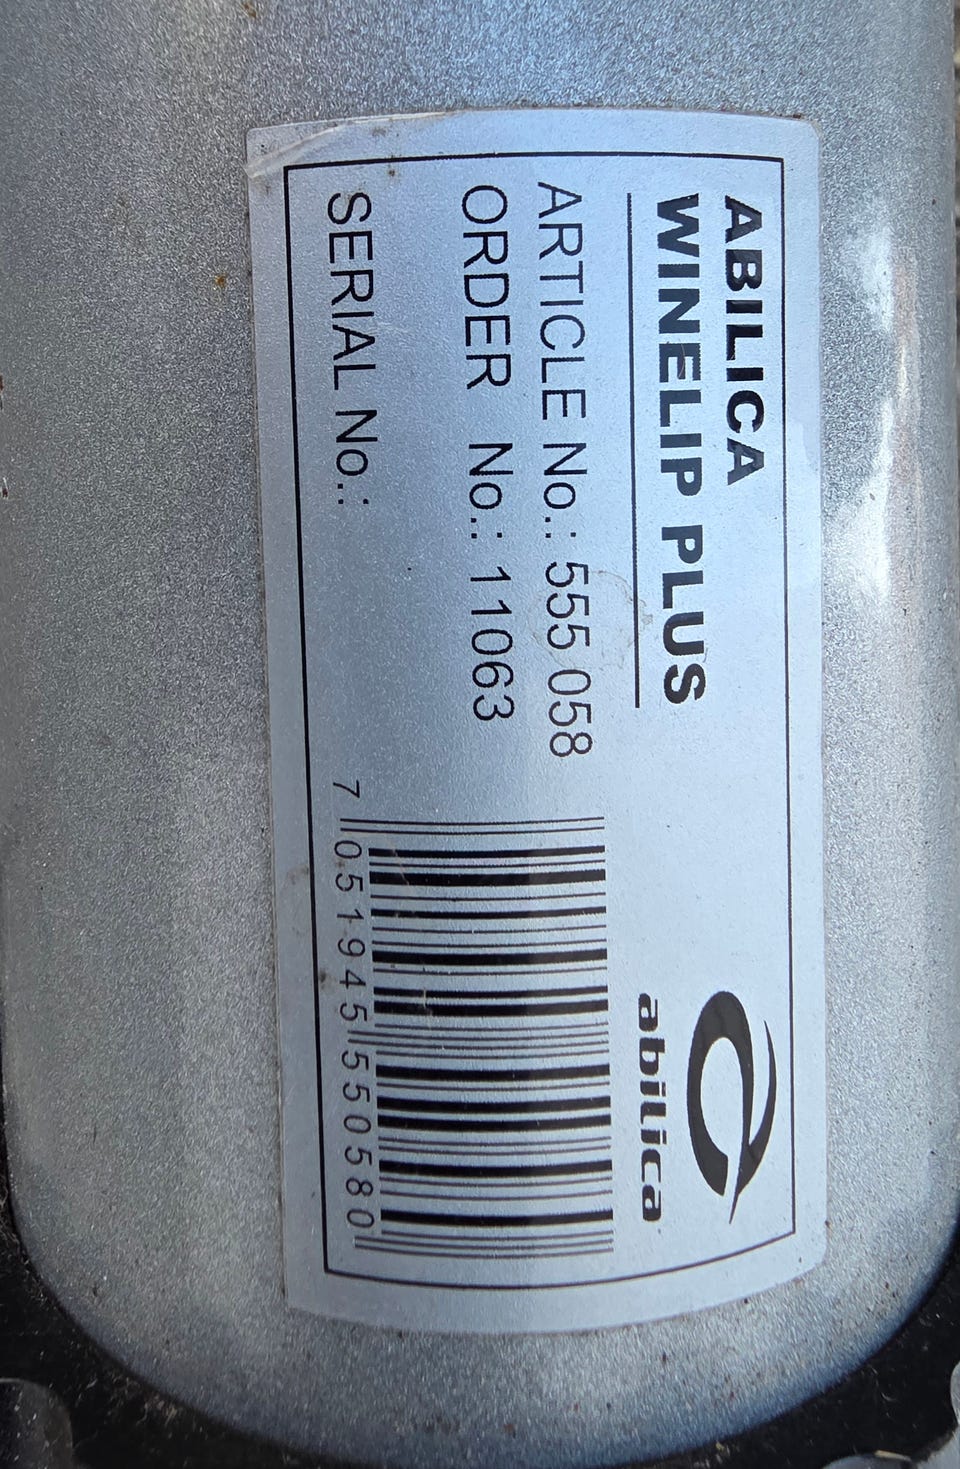 ABILICA
WINELIP PLUS
ARTICLE No.: 555 058
ORDER No.: 11063
SERIAL No.:
abilica
7 051945 550580